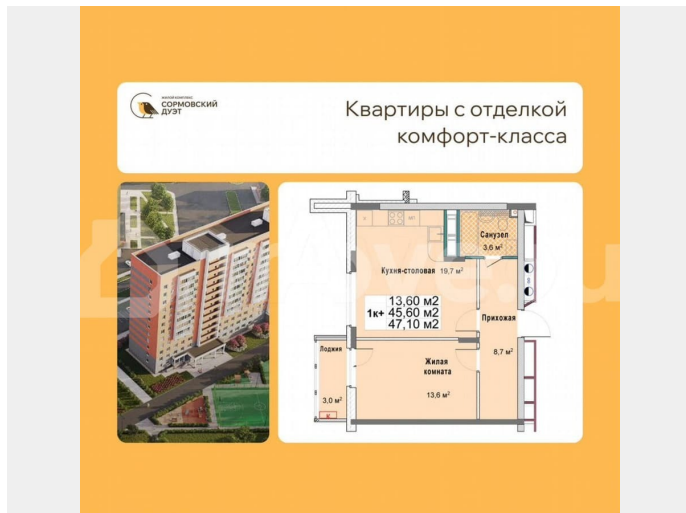 ЖИЛОЙ КОМПЛЕКС
СОРМОВСКИЙ
ДУЭТ
Квартиры с отделкой
комфорт-класса
МП
Санузел
3,6 м²
Кухня-столовая 19,7 м²
13,60 м2
1к+ 45,60 м2
47,10 м2
Прихожая
8,7 м²
Лоджия
3,0 м²
Жилая
комната
13,6 м²